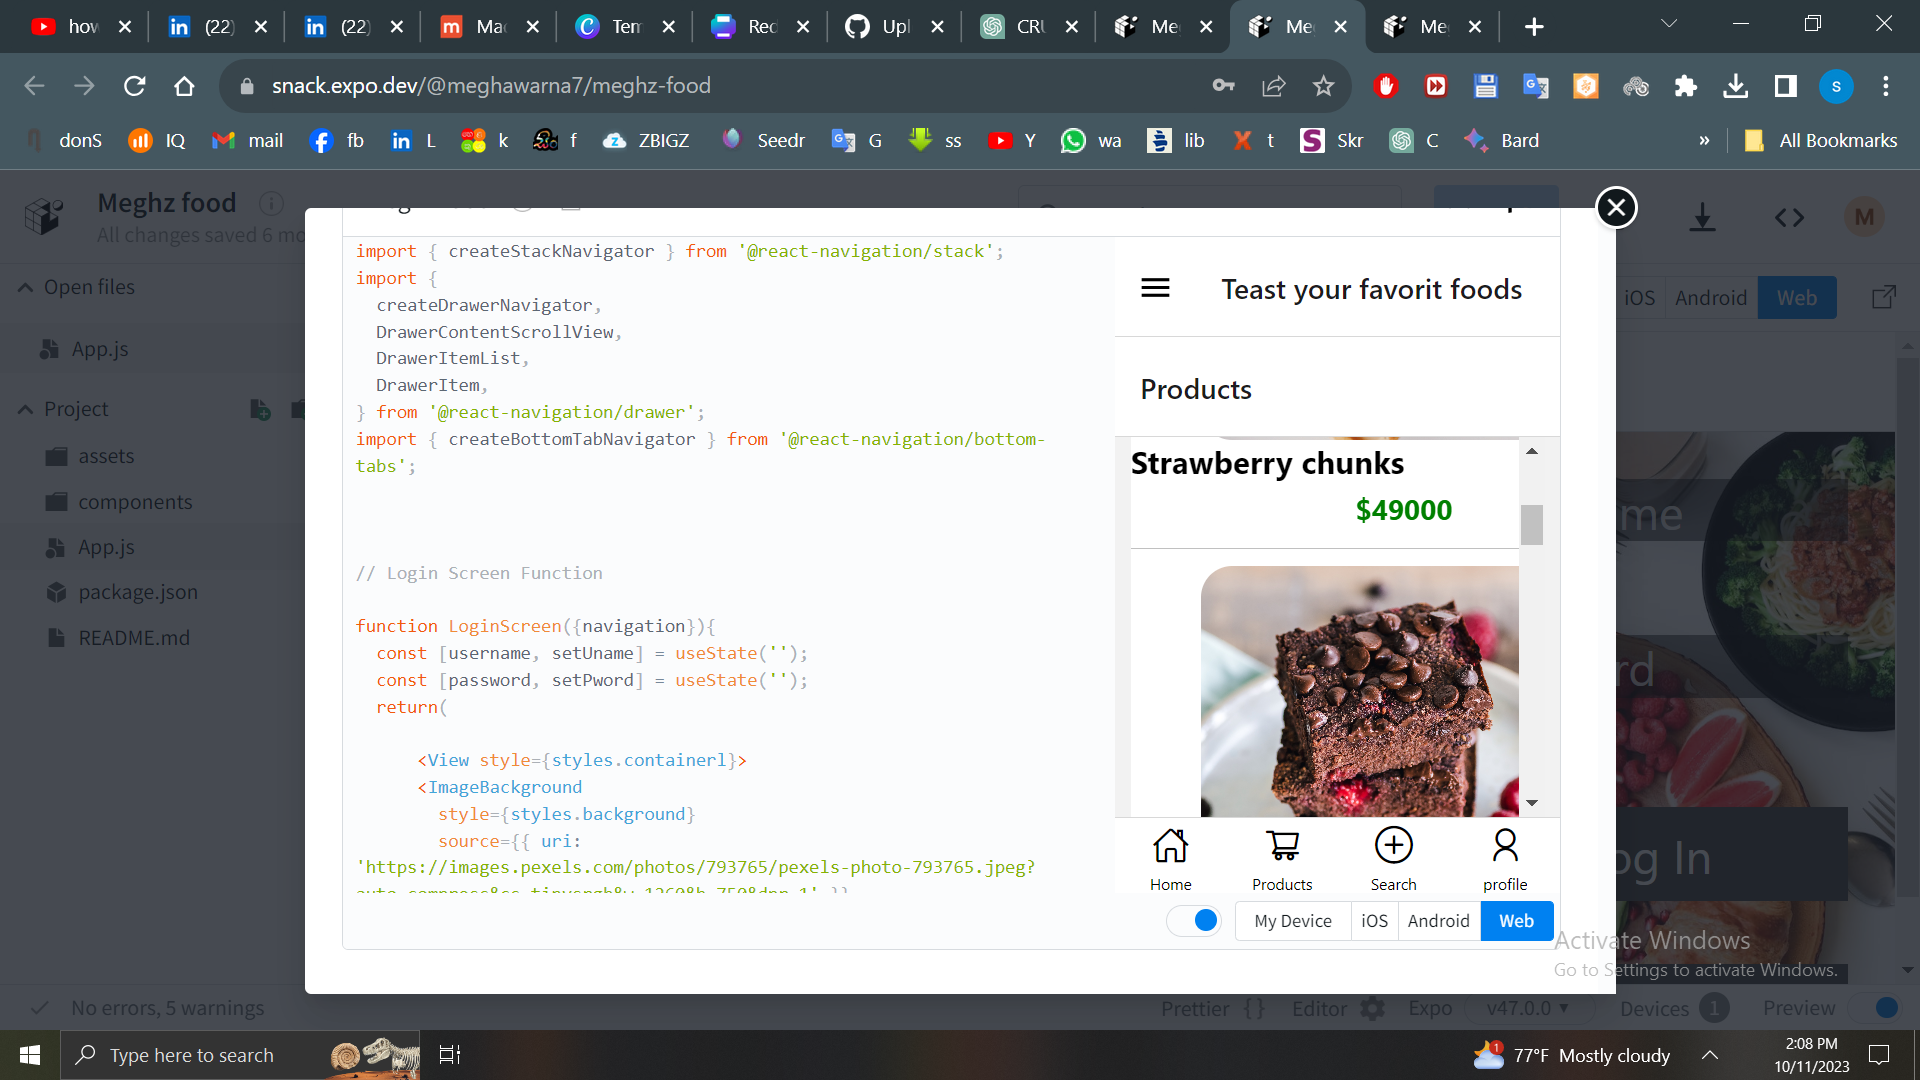 how
(22)
(22)
Mac
Tem
Red
Upl
CRU
Me
Me
Me
snack.expo.dev/@meghawarna7/meghz-food
S
donS
IQ
mail
fb
L
k
f
ZBIGZ
Seedr
G
ss
Y
wa
lib
t
Skr
C
Bard
»
All Bookmarks
Meghz food
All changes saved 6 mo
M
Open files
App.js
Project
assets
components
App.js
package.json
README.md
import { createStackNavigator } from '@react-navigation/stack';
import {
createDrawerNavigator,
DrawerContentScrollView,
DrawerItemList,
DrawerItem,
} from '@react-navigation/drawer';
import { createBottomTabNavigator } from '@react-navigation/bottom-
tabs';
// Login Screen Function
function LoginScreen({navigation}){
const [username, setUname] = useState('');
const [password, setPword] = useState('');
return(
<View style={styles.containerl}>
<ImageBackground
style={styles.background}
source={{ uri:
'https://images.pexels.com/photos/793765/pexels-photo-793765.jpeg?
Teast your favorit foods
Products
Strawberry chunks
$49000
Home
Products
Search
profile
My Device
iOS
Android
Web
iOS
Android
Web
me
rd
og In
Activate Windows
Go to Settings to activate Windows.
No errors, 5 warnings
Prettier {}
Editor
Expo
v47.0.0
Devices 1
Preview
Type here to search
1
77°F Mostly cloudy
2:08 PM
10/11/2023